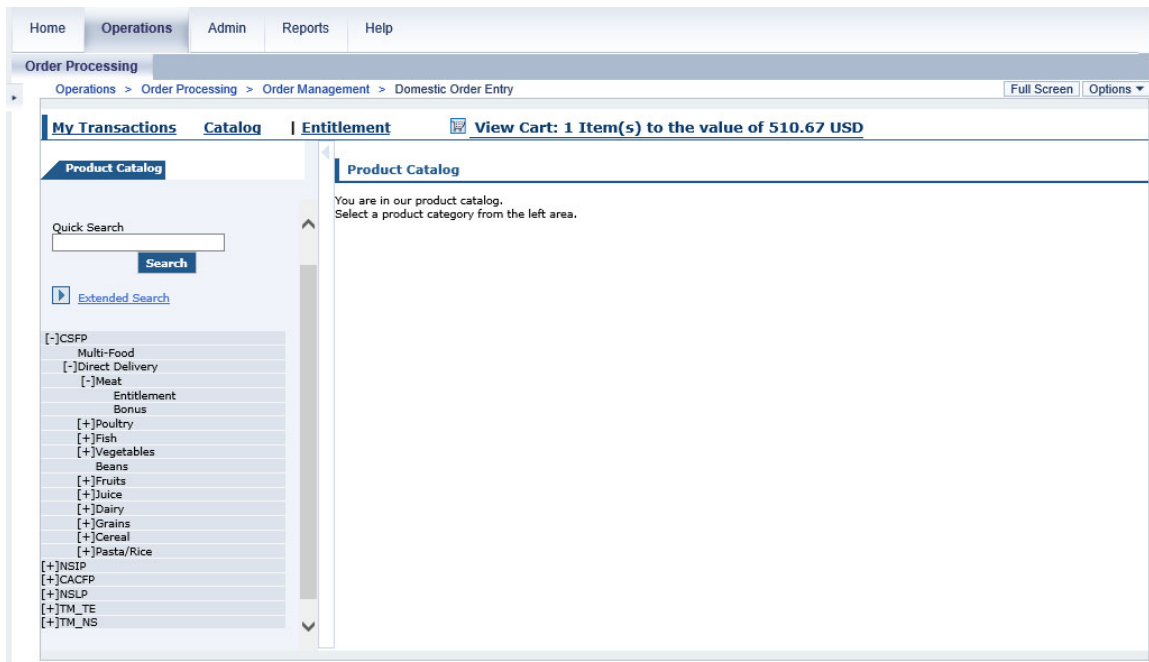 Home Operations Admin Reports Help
Order Processing
Operations > Order Processing > Order Management > Domestic Order Entry
Full Screen Options
My Transactions Catalog | Entitlement View Cart: 1 Item(s) to the value of 510.67 USD
Product Catalog
Quick Search
Search
Extended Search
[-]CSFP
Multi-Food
[-]Direct Delivery
[-]Meat
Entitlement
Bonus
[+]Poultry
[+]Fish
[+]Vegetables
Beans
[+]Fruits
[+]Juice
[+]Dairy
[+]Grains
[+]Cereal
[+]Pasta/Rice
[+]NSIP
[+]CACFP
[+]NSLP
[+]TM_TE
[+]TM_NS
Product Catalog
You are in our product catalog.
Select a product category from the left area.